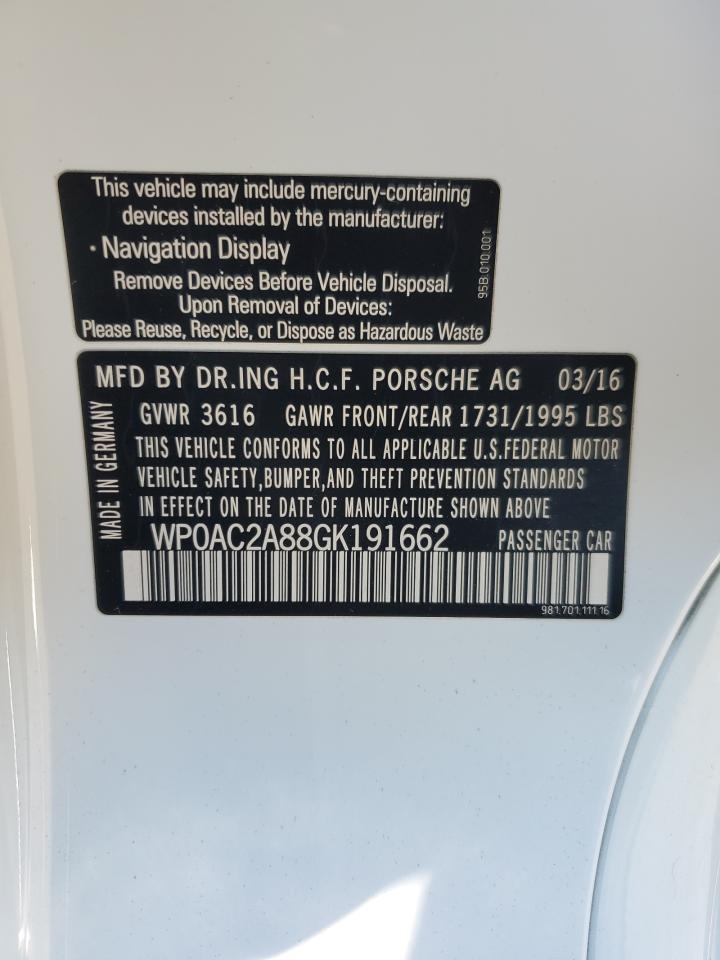 This vehicle may include mercury-containing
devices installed by the manufacturer:
· Navigation Display
Remove Devices Before Vehicle Disposal.
Upon Removal of Devices:
Please Reuse, Recycle, or Dispose as Hazardous Waste
95B.010.001
MFD BY DR.ING H.C.F. PORSCHE AG 03/16
GVWR 3616 GAWR FRONT/REAR 1731/1995 LBS
THIS VEHICLE CONFORMS TO ALL APPLICABLE U.S.FEDERAL MOTOR
VEHICLE SAFETY,BUMPER,AND THEFT PREVENTION STANDARDS
IN EFFECT ON THE DATE OF MANUFACTURE SHOWN ABOVE
MADE IN GERMANY
WP0AC2A88GK191662 PASSENGER CAR
981.701.111.16